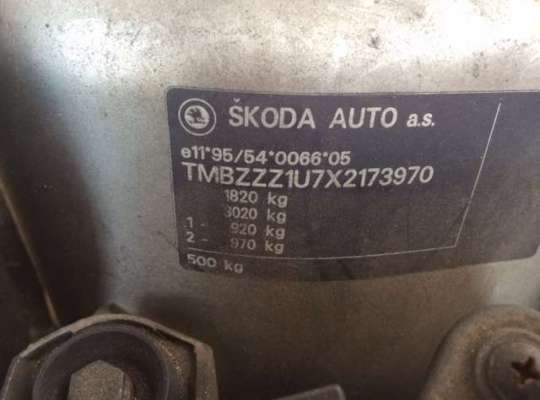 ŠKODA AUTO a.s.
e11*95/54*0066*05
TMBZZZ1U7X2173970
1820 kg
3020 kg
1 - 920 kg
2 - 970 kg
500 kg